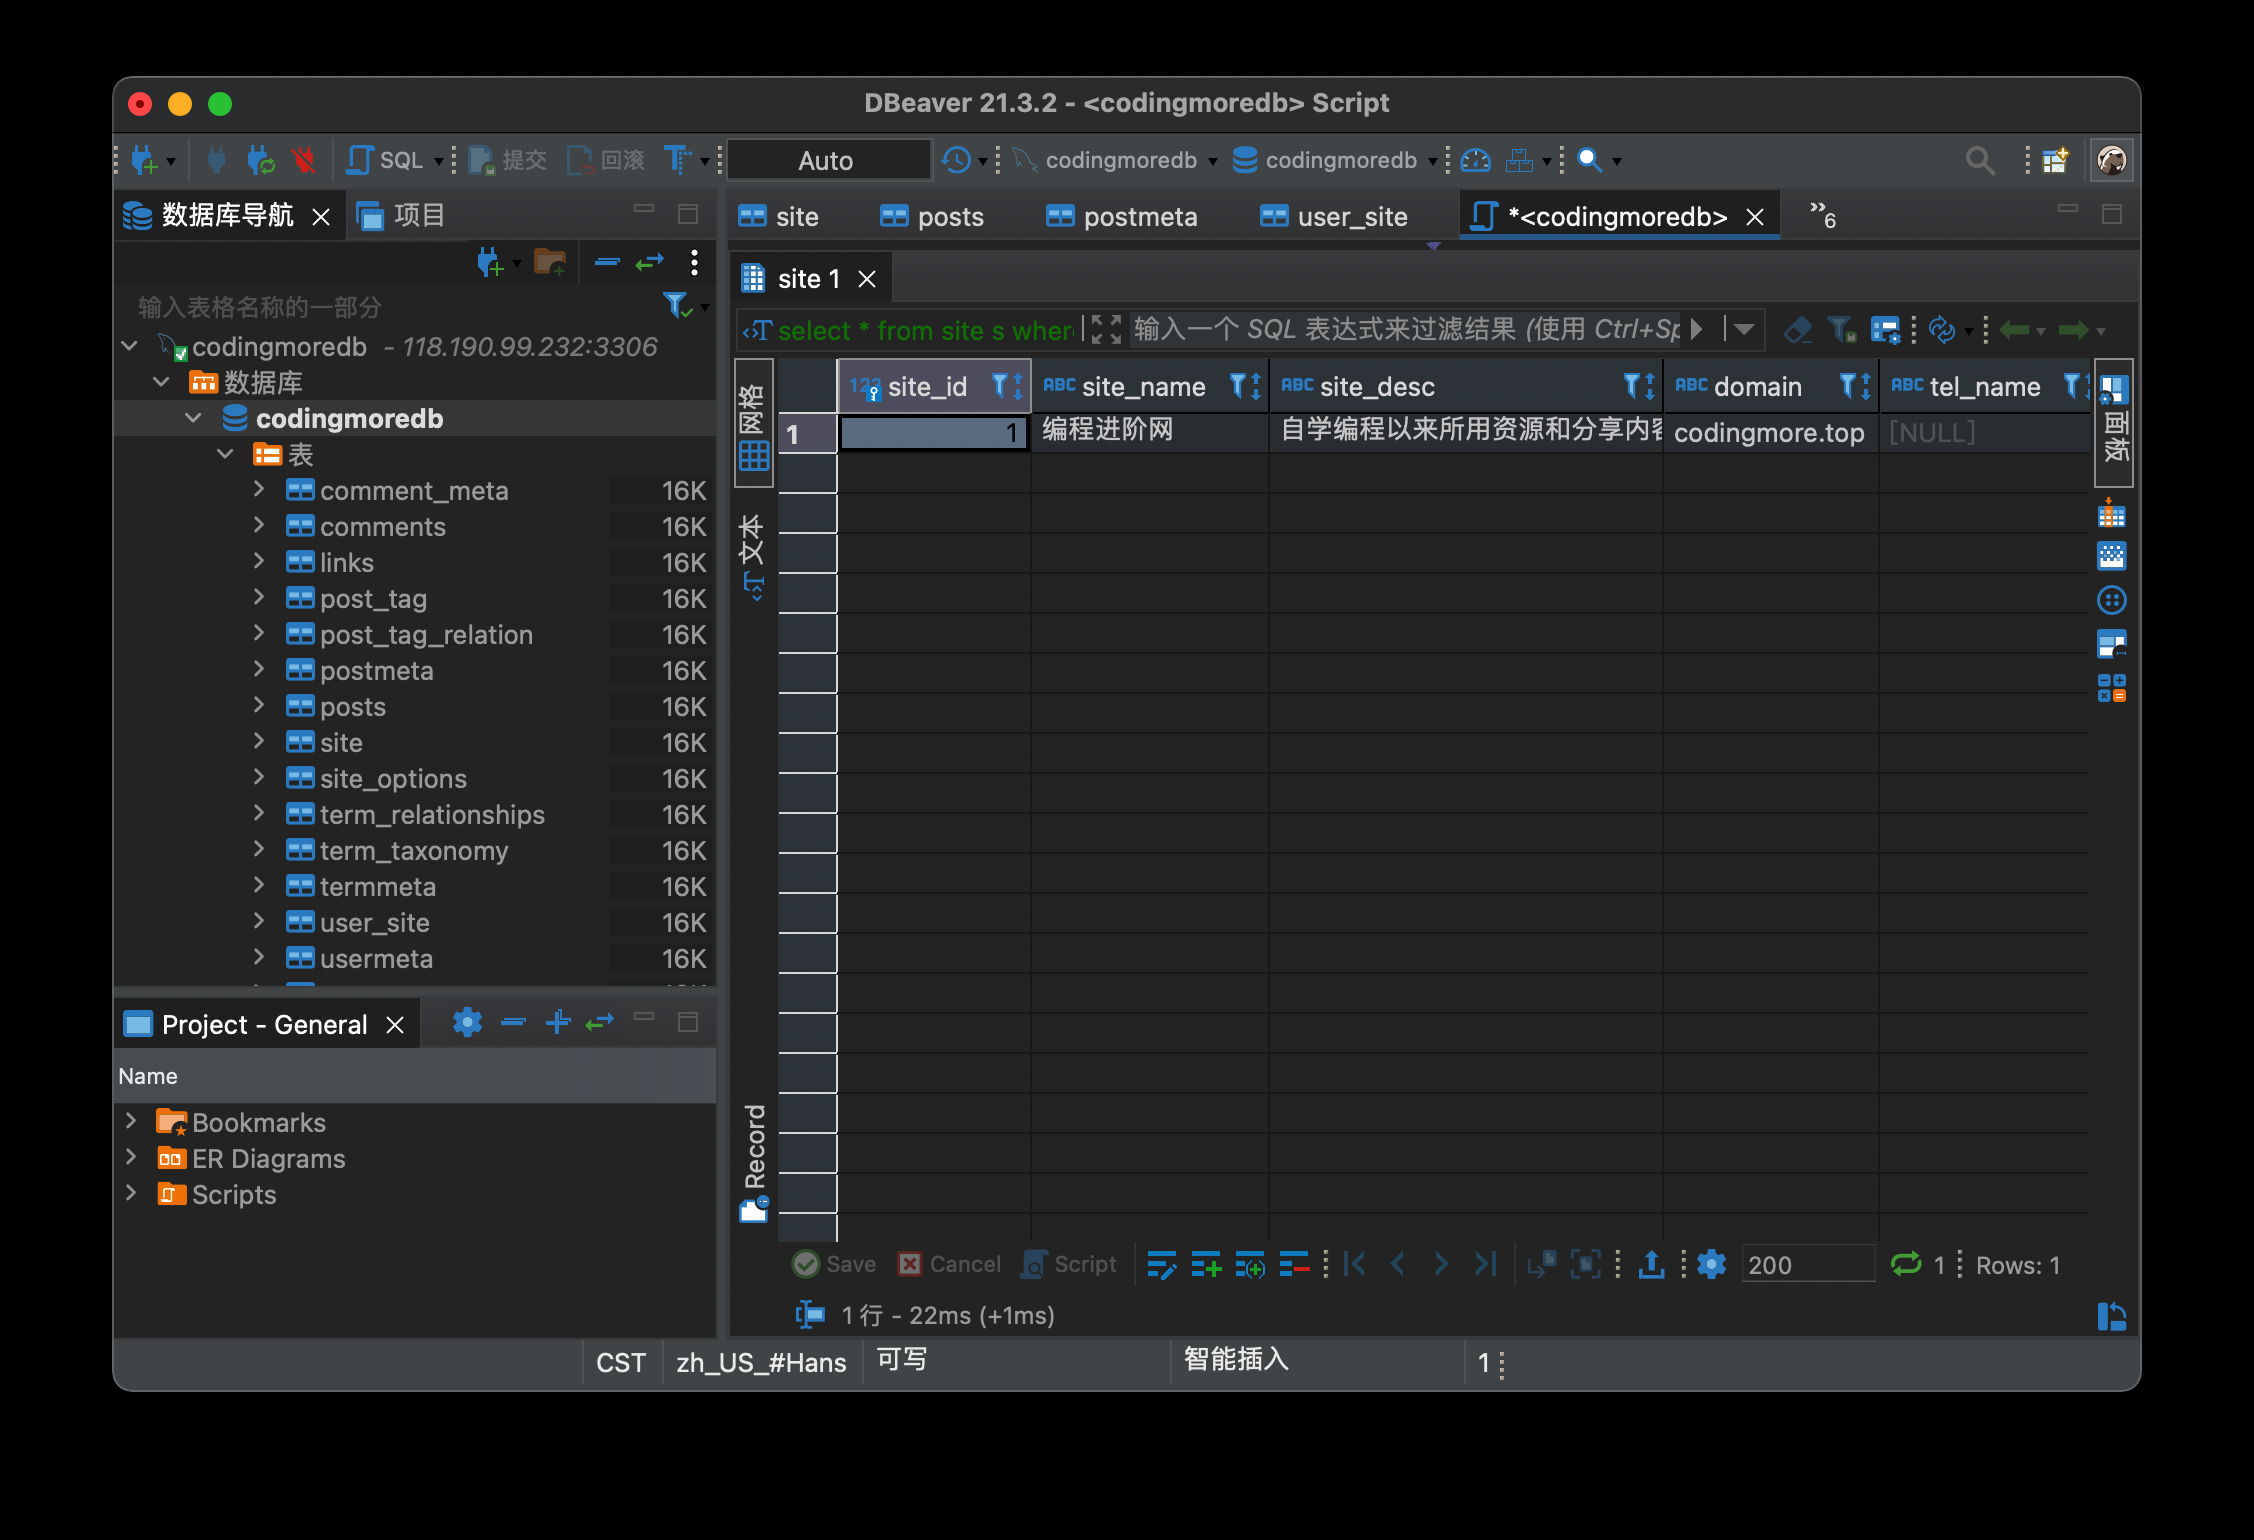 DBeaver 21.3.2 - <codingmoredb> Script
SQL 提交 回滚 Auto codingmoredb codingmoredb
数据库导航 项目
site posts postmeta user_site *<codingmoredb> »6
site 1
输入表格名称的一部分
select * from site s wher 输入一个 SQL 表达式来过滤结果 (使用 Ctrl+Sp
codingmoredb - 118.190.99.232:3306
数据库
codingmoredb
表
comment_meta 16K
comments 16K
links 16K
post_tag 16K
post_tag_relation 16K
postmeta 16K
posts 16K
site 16K
site_options 16K
term_relationships 16K
term_taxonomy 16K
termmeta 16K
user_site 16K
usermeta 16K
网格
文本
Record
123 site_id ABC site_name ABC site_desc ABC domain ABC tel_name
1 1 编程进阶网 自学编程以来所用资源和分享内容 codingmore.top [NULL]
面板
Project - General
Name
Bookmarks
ER Diagrams
Scripts
Save Cancel Script 200 1 Rows: 1
1 行 - 22ms (+1ms)
CST zh_US_#Hans 可写 智能插入 1